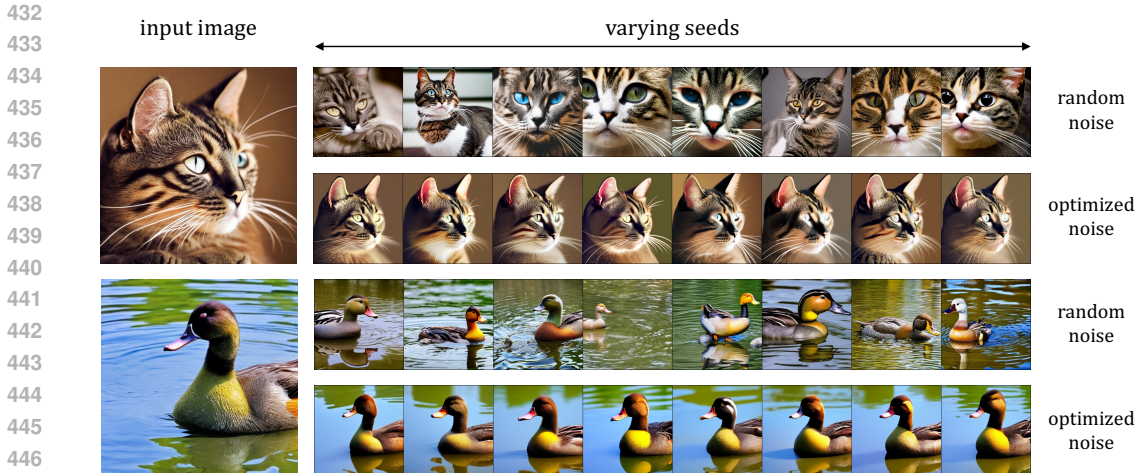 432
433
434
435
436
437
438
439
440
441
442
443
444
445
446
input image
varying seeds
random
noise
optimized
noise
random
noise
optimized
noise